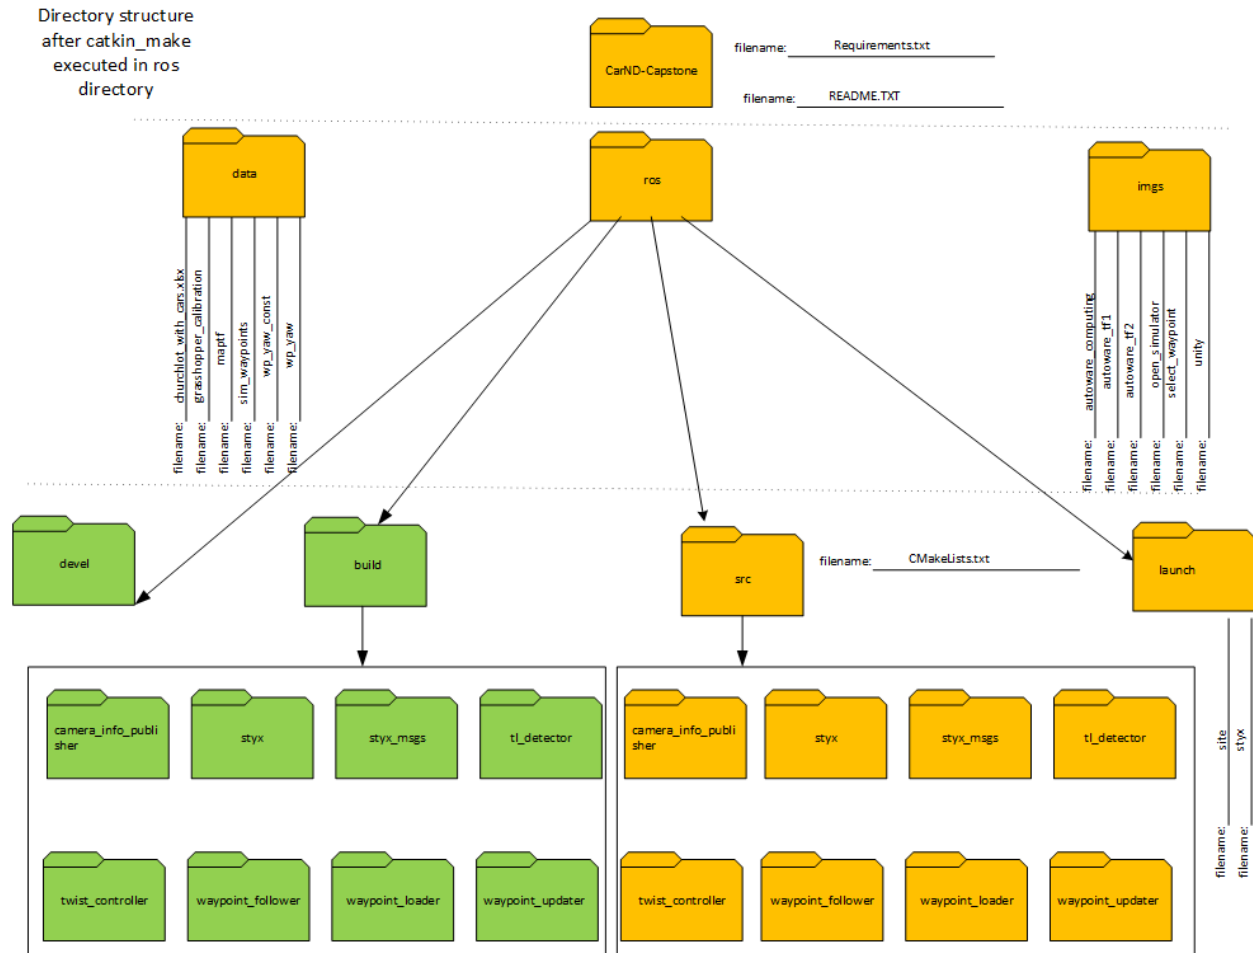 Directory structure
after catkin_make
executed in ros
directory
CarND-Capstone
filename: Requirements.txt
filename: README.TXT
data
ros
imgs
filename: churchlot_with_cars.xlsx
filename: grasshopper_calibration
filename: maptf
filename: sim_waypoints
filename: wp_yaw_const
filename: wp_yaw
filename: autoware_computing
filename: autoware_tf1
filename: autoware_tf2
filename: open_simulator
filename: select_waypoint
filename: unity
devel
build
src
filename: CMakeLists.txt
launch
camera_info_publi
sher
styx
styx_msgs
tl_detector
camera_info_publi
sher
styx
styx_msgs
tl_detector
filename: site
filename: styx
twist_controller
waypoint_follower
waypoint_loader
waypoint_updater
twist_controller
waypoint_follower
waypoint_loader
waypoint_updater